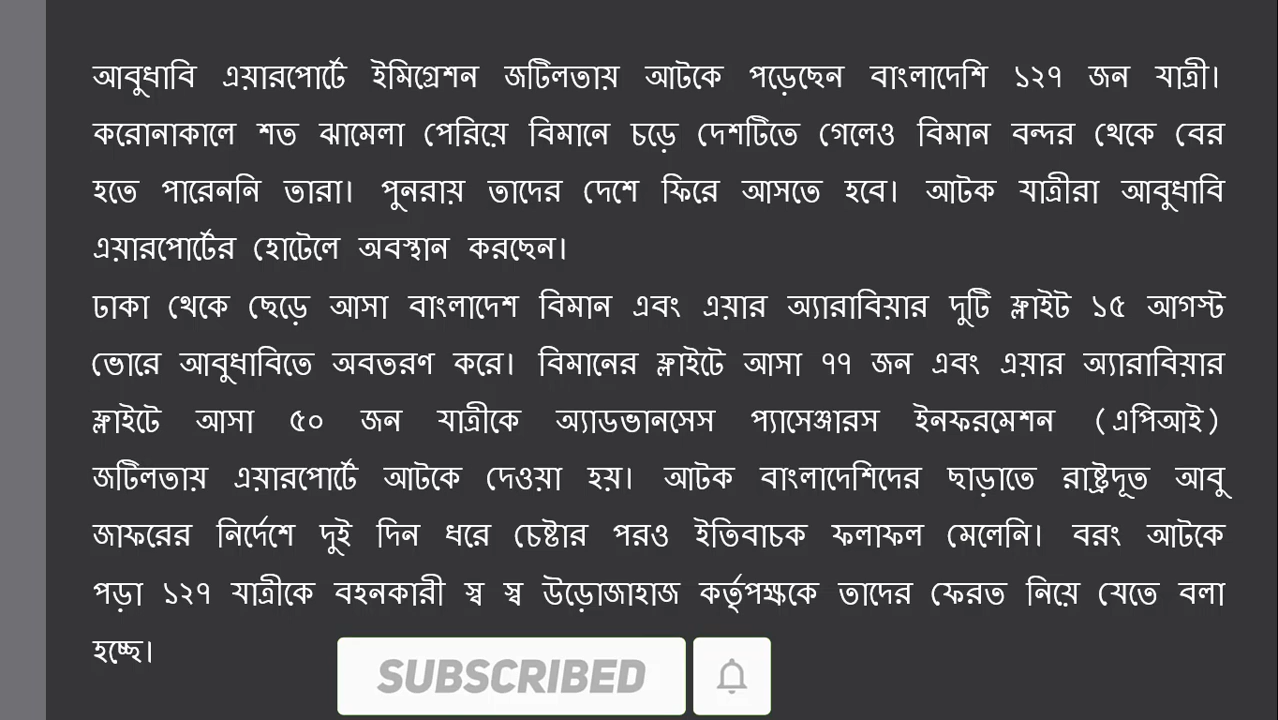 আবুধাবি এয়ারপোর্টে ইমিগ্রেশন জটিলতায় আটকে পড়েছেন বাংলাদেশি ১২৭ জন যাত্রী।
করোনাকালে শত ঝামেলা পেরিয়ে বিমানে চড়ে দেশটিতে গেলেও বিমান বন্দর থেকে বের
হতে পারেননি তারা। পুনরায় তাদের দেশে ফিরে আসতে হবে। আটক যাত্রীরা আবুধাবি
এয়ারপোর্টের হোটেলে অবস্থান করছেন।
ঢাকা থেকে ছেড়ে আসা বাংলাদেশ বিমান এবং এয়ার অ্যারাবিয়ার দুটি ফ্লাইট ১৫ আগস্ট
ভোরে আবুধাবিতে অবতরণ করে। বিমানের ফ্লাইটে আসা ৭৭ জন এবং এয়ার অ্যারাবিয়ার
ফ্লাইটে আসা ৫০ জন যাত্রীকে অ্যাডভানসেস প্যাসেঞ্জারস ইনফরমেশন (এপিআই)
জটিলতায় এয়ারপোর্টে আটকে দেওয়া হয়। আটক বাংলাদেশিদের ছাড়াতে রাষ্ট্রদূত আবু
জাফরের নির্দেশে দুই দিন ধরে চেষ্টার পরও ইতিবাচক ফলাফল মেলেনি। বরং আটকে
পড়া ১২৭ যাত্রীকে বহনকারী স্ব স্ব উড়োজাহাজ কর্তৃপক্ষকে তাদের ফেরত নিয়ে যেতে বলা
হচ্ছে।
SUBSCRIBED